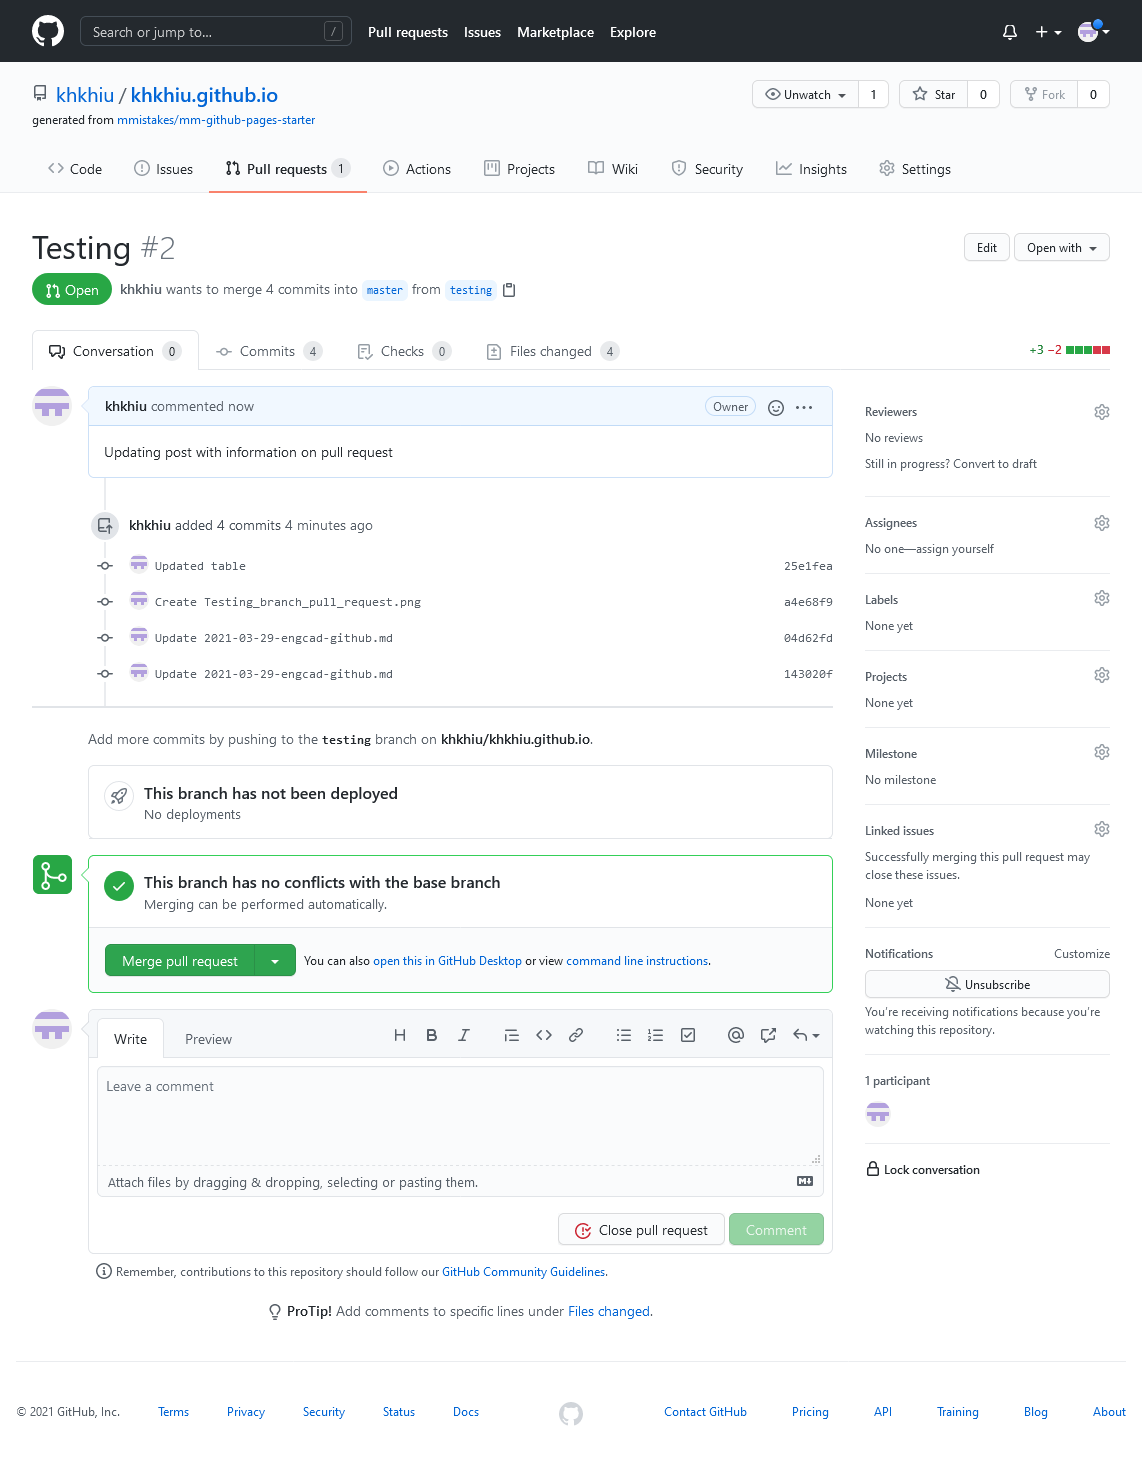 Search or jump to... /
Pull requests Issues Marketplace Explore
khkhiu / khkhiu.github.io
Unwatch 1 Star 0 Fork 0
generated from mmistakes/mm-github-pages-starter
Code Issues Pull requests 1 Actions Projects Wiki Security Insights Settings
Testing #2
Edit Open with
Open khkhiu wants to merge 4 commits into master from testing
Conversation 0 Commits 4 Checks 0 Files changed 4
+3 −2
khkhiu commented now
Owner
Updating post with information on pull request
khkhiu added 4 commits 4 minutes ago
Updated table 25e1fea
Create Testing_branch_pull_request.png a4e68f9
Update 2021-03-29-engcad-github.md 04d62fd
Update 2021-03-29-engcad-github.md 143020f
Add more commits by pushing to the testing branch on khkhiu/khkhiu.github.io.
This branch has not been deployed
No deployments
This branch has no conflicts with the base branch
Merging can be performed automatically.
Merge pull request You can also open this in GitHub Desktop or view command line instructions.
Write Preview
H B I
Leave a comment
Attach files by dragging & dropping, selecting or pasting them.
Close pull request Comment
Remember, contributions to this repository should follow our GitHub Community Guidelines.
ProTip! Add comments to specific lines under Files changed.
Reviewers
No reviews
Still in progress? Convert to draft
Assignees
No one—assign yourself
Labels
None yet
Projects
None yet
Milestone
No milestone
Linked issues
Successfully merging this pull request may
close these issues.
None yet
Notifications Customize
Unsubscribe
You're receiving notifications because you're
watching this repository.
1 participant
Lock conversation
© 2021 GitHub, Inc. Terms Privacy Security Status Docs Contact GitHub Pricing API Training Blog About